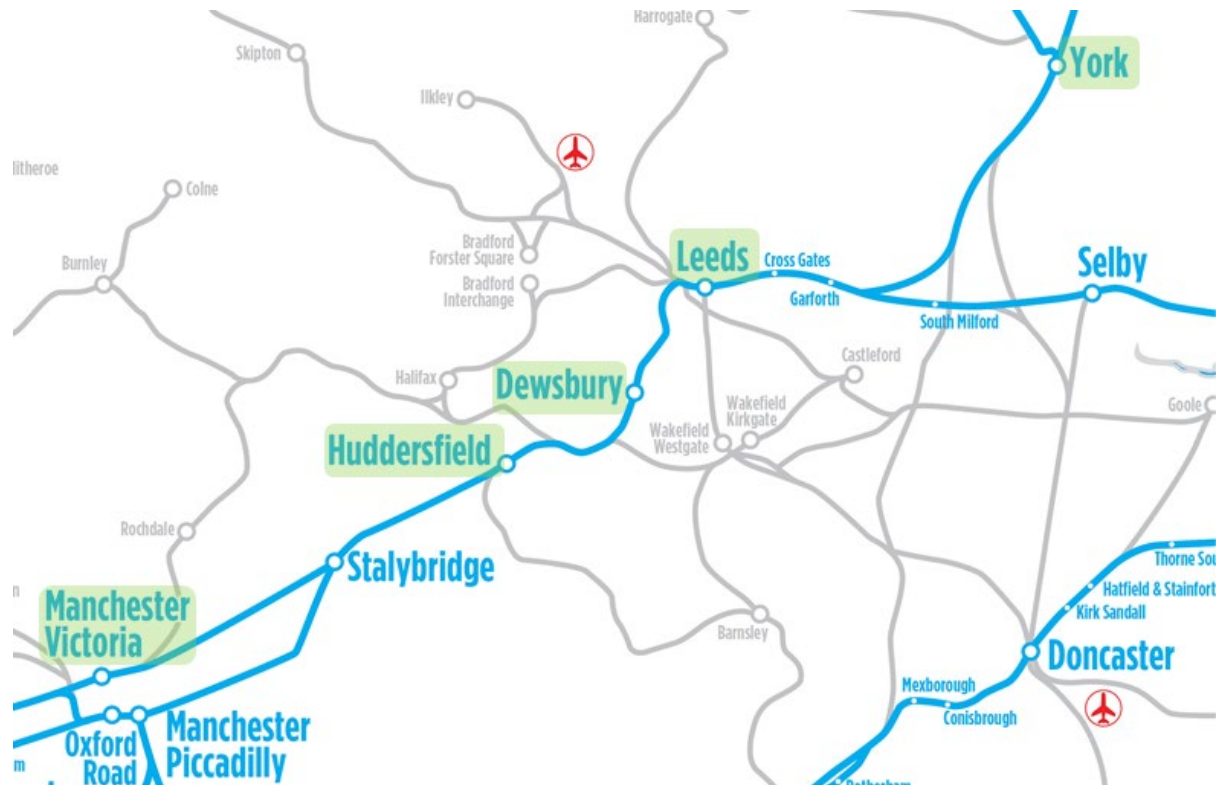 Harrogate
Skipton
York
Ilkley
litheroe
Colne
Bradford
Forster Square
Leeds
Cross Gates
Selby
Burnley
Bradford
Interchange
Garforth
South Milford
Castleford
Halifax
Dewsbury
Wakefield
Kirkgate
Goole
Wakefield
Westgate
Huddersfield
Rochdale
Stalybridge
Thorne Sou
Hatfield & Stainfort
Kirk Sandall
n
Manchester
Victoria
Barnsley
Doncaster
Mexborough
Conisbrough
Manchester
Piccadilly
Oxford
Road
m